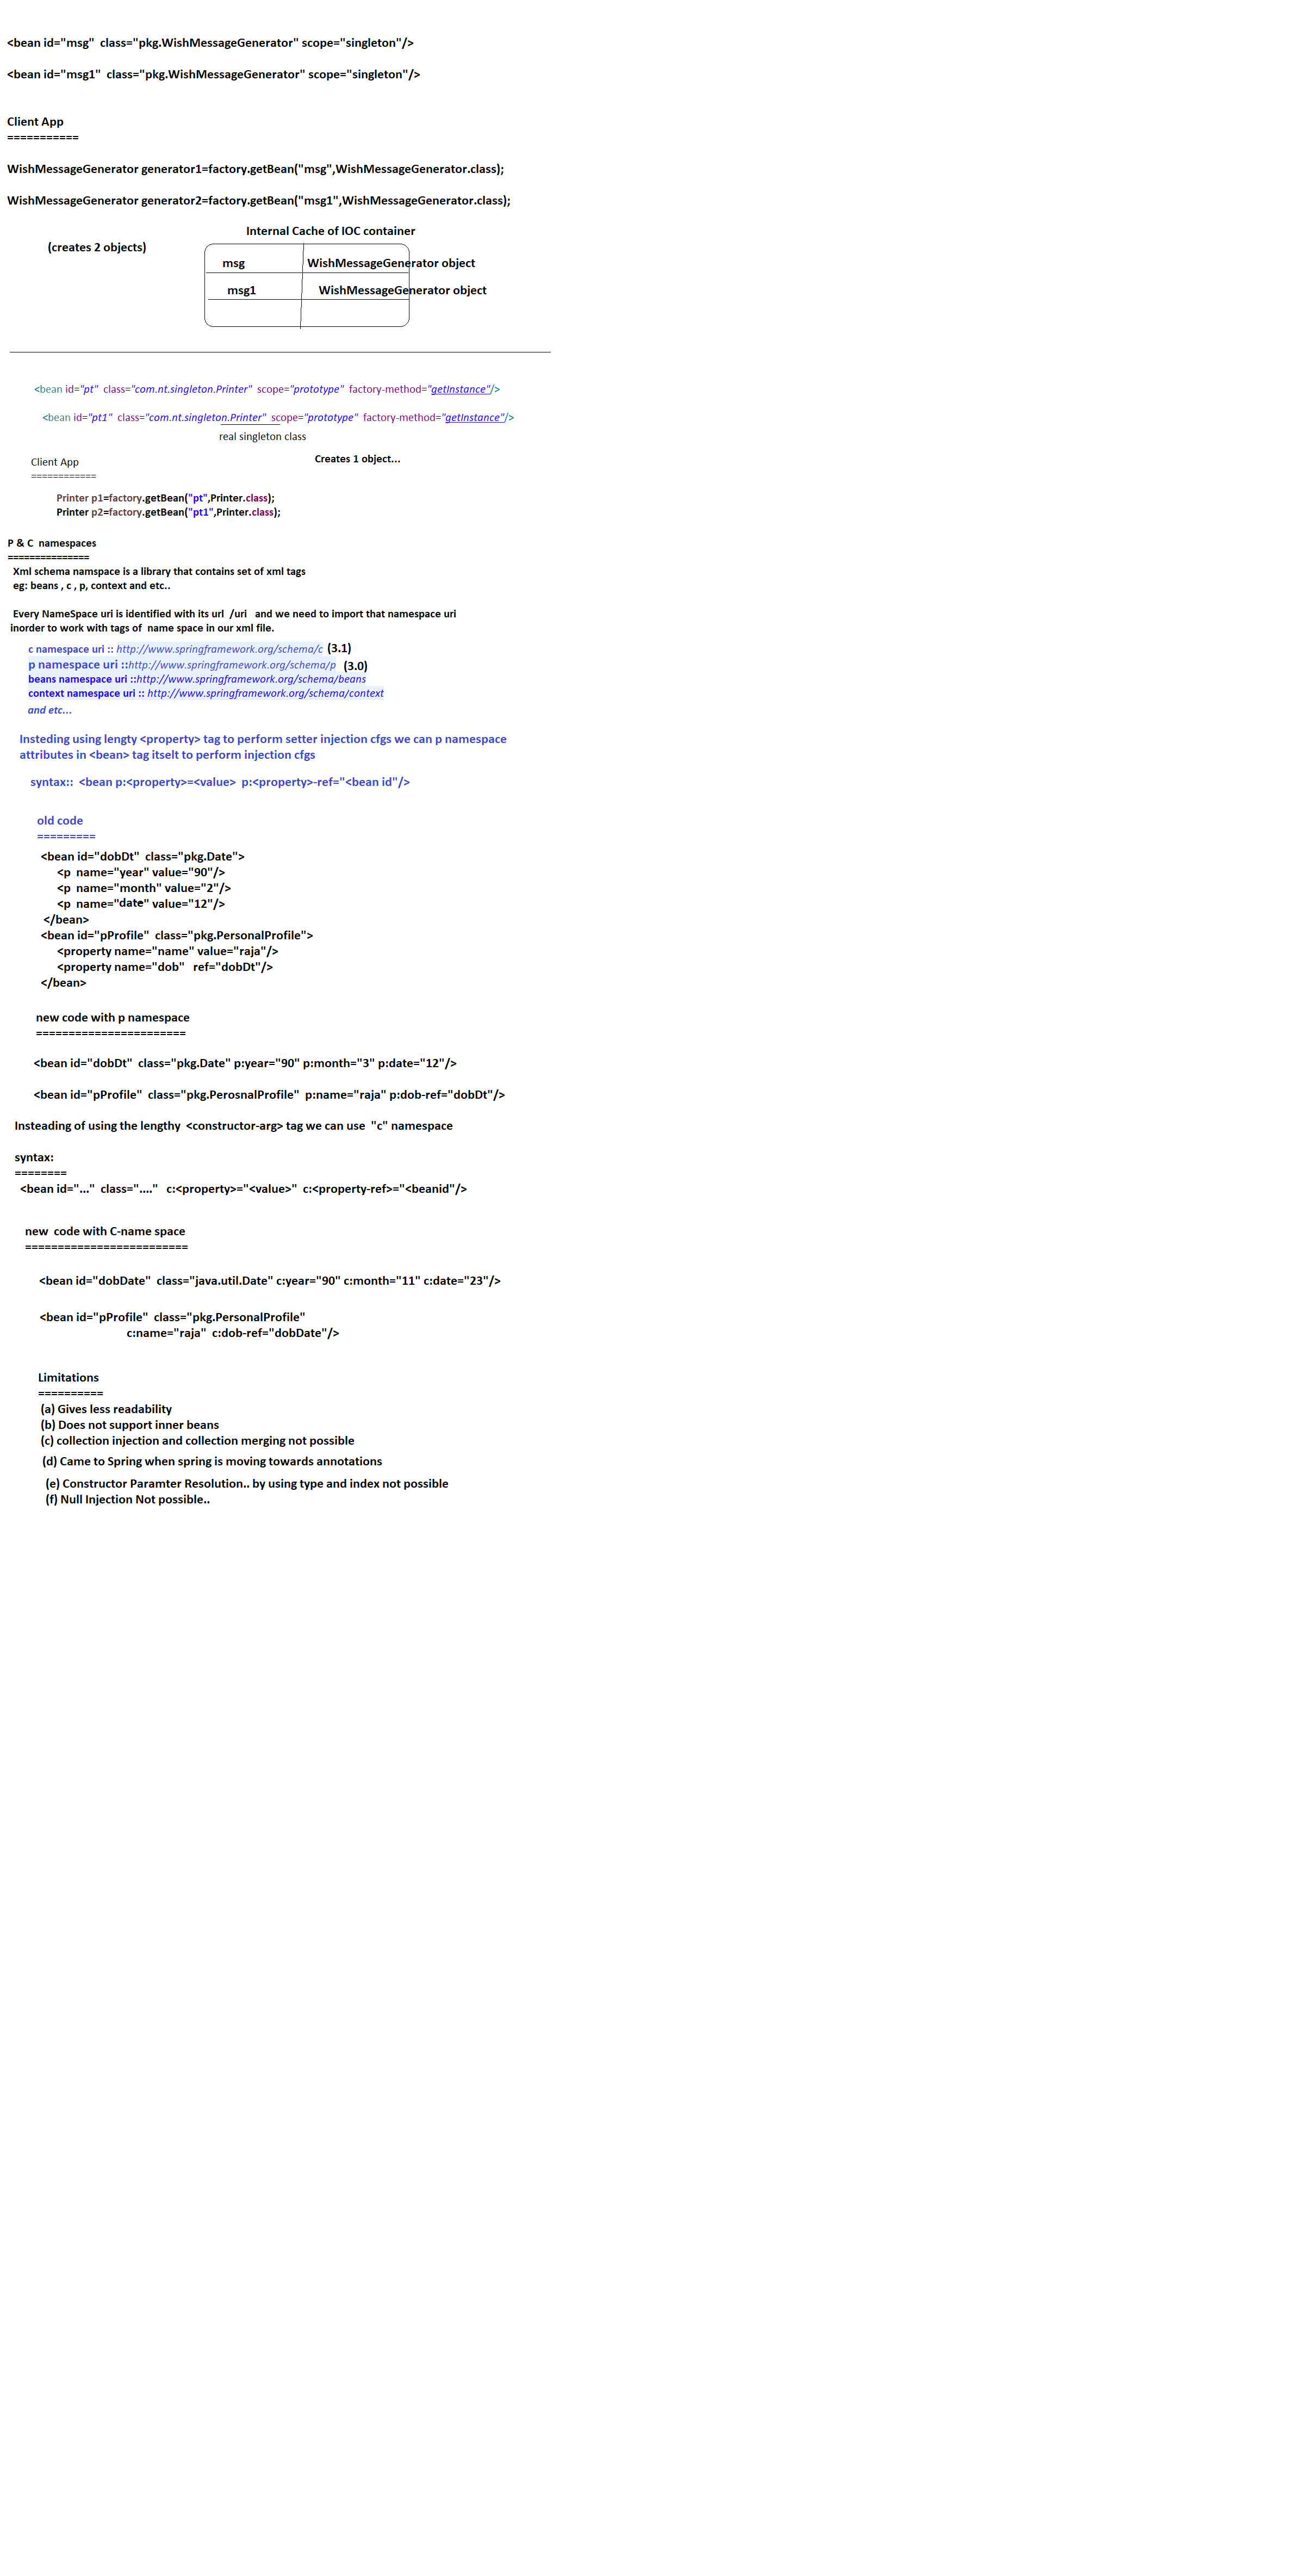 <bean id="msg"  class="pkg.WishMessageGenerator" scope="singleton"/>
<bean id="msg1"  class="pkg.WishMessageGenerator" scope="singleton"/>
Client App
===========
WishMessageGenerator generator1=factory.getBean("msg",WishMessageGenerator.class);
WishMessageGenerator generator2=factory.getBean("msg1",WishMessageGenerator.class);
Internal Cache of IOC container
(creates 2 objects)
msg WishMessageGenerator object
msg1 WishMessageGenerator object
<bean id="pt"  class="com.nt.singleton.Printer"  scope="prototype"  factory-method="getInstance"/>
<bean id="pt1"  class="com.nt.singleton.Printer"  scope="prototype"  factory-method="getInstance"/>
real singleton class
Creates 1 object...
Client App
============
Printer p1=factory.getBean("pt",Printer.class);
Printer p2=factory.getBean("pt1",Printer.class);
P & C  namespaces
===============
Xml schema namspace is a library that contains set of xml tags
eg: beans , c , p, context and etc..
Every NameSpace uri is identified with its url  /uri   and we need to import that namespace uri
inorder to work with tags of  name space in our xml file.
c namespace uri :: http://www.springframework.org/schema/c (3.1)
p namespace uri ::http://www.springframework.org/schema/p (3.0)
beans namespace uri ::http://www.springframework.org/schema/beans
context namespace uri :: http://www.springframework.org/schema/context
and etc...
Insteding using lengty <property> tag to perform setter injection cfgs we can p namespace
attributes in <bean> tag itselt to perform injection cfgs
syntax::  <bean p:<property>=<value>  p:<property>-ref="<bean id"/>
old code
=========
<bean id="dobDt"  class="pkg.Date">
<p  name="year" value="90"/>
<p  name="month" value="2"/>
<p  name="date" value="12"/>
</bean>
<bean id="pProfile"  class="pkg.PersonalProfile">
<property name="name" value="raja"/>
<property name="dob"   ref="dobDt"/>
</bean>
new code with p namespace
=======================
<bean id="dobDt"  class="pkg.Date" p:year="90" p:month="3" p:date="12"/>
<bean id="pProfile"  class="pkg.PerosnalProfile"  p:name="raja" p:dob-ref="dobDt"/>
Insteading of using the lengthy  <constructor-arg> tag we can use  "c" namespace
syntax:
========
<bean id="..."  class="...."   c:<property>="<value>"  c:<property-ref>="<beanid"/>
new  code with C-name space
=========================
<bean id="dobDate"  class="java.util.Date" c:year="90" c:month="11" c:date="23"/>
<bean id="pProfile"  class="pkg.PersonalProfile"
c:name="raja"  c:dob-ref="dobDate"/>
Limitations
==========
(a) Gives less readability
(b) Does not support inner beans
(c) collection injection and collection merging not possible
(d) Came to Spring when spring is moving towards annotations
(e) Constructor Paramter Resolution.. by using type and index not possible
(f) Null Injection Not possible..